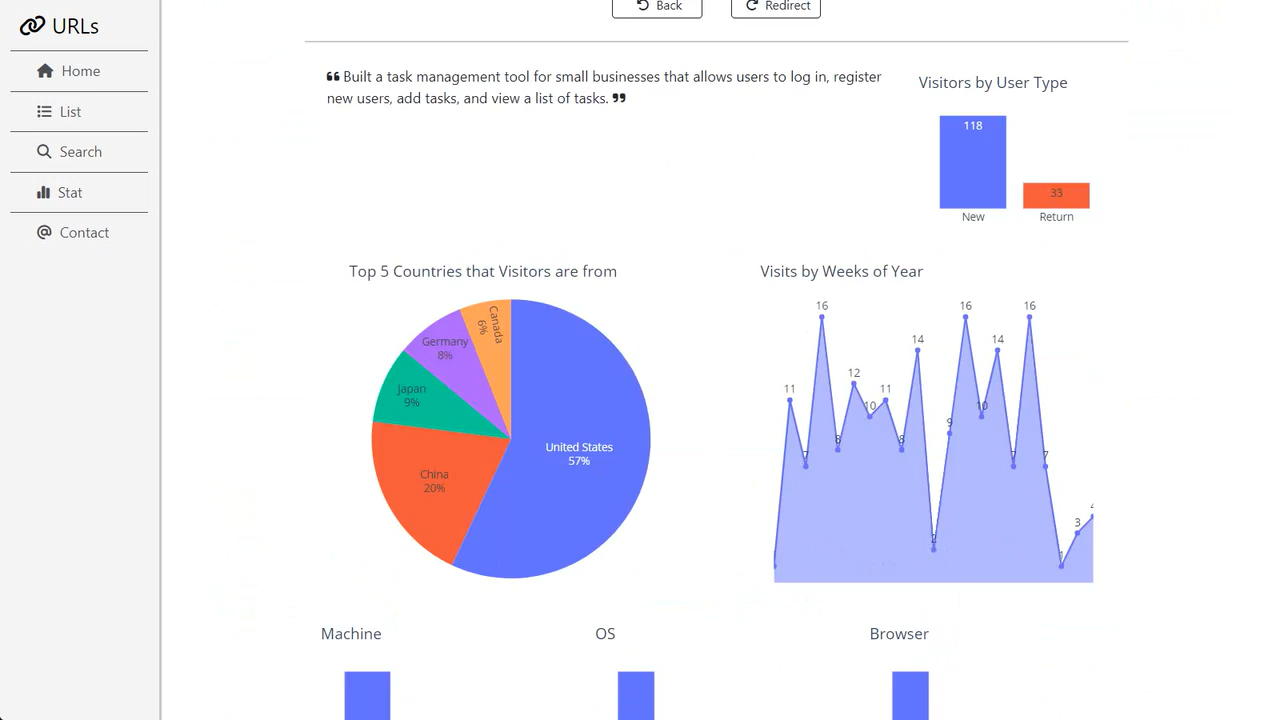 URLs
Home
List
Search
Stat
Contact
Back
Redirect
❝ Built a task management tool for small businesses that allows users to log in, register
new users, add tasks, and view a list of tasks. ❞
Visitors by User Type
118
33
New
Return
Top 5 Countries that Visitors are from
Canada
6%
Germany
8%
Japan
9%
United States
57%
China
20%
Visits by Weeks of Year
11
7
16
8
12
10
11
8
14
2
9
16
10
14
7
16
7
1
3
4
Machine
OS
Browser